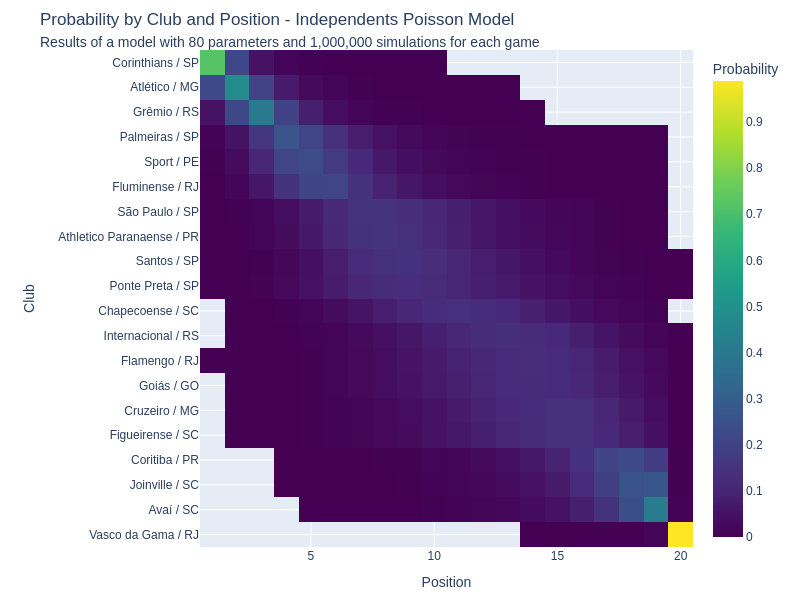 Probability by Club and Position - Independents Poisson Model
Results of a model with 80 parameters and 1,000,000 simulations for each game
Probability
Club
Corinthians / SP
Atlético / MG
Grêmio / RS
Palmeiras / SP
Sport / PE
Fluminense / RJ
São Paulo / SP
Athletico Paranaense / PR
Santos / SP
Ponte Preta / SP
Chapecoense / SC
Internacional / RS
Flamengo / RJ
Goiás / GO
Cruzeiro / MG
Figueirense / SC
Coritiba / PR
Joinville / SC
Avaí / SC
Vasco da Gama / RJ
0.9
0.8
0.7
0.6
0.5
0.4
0.3
0.2
0.1
0
5 10 15 20
Position